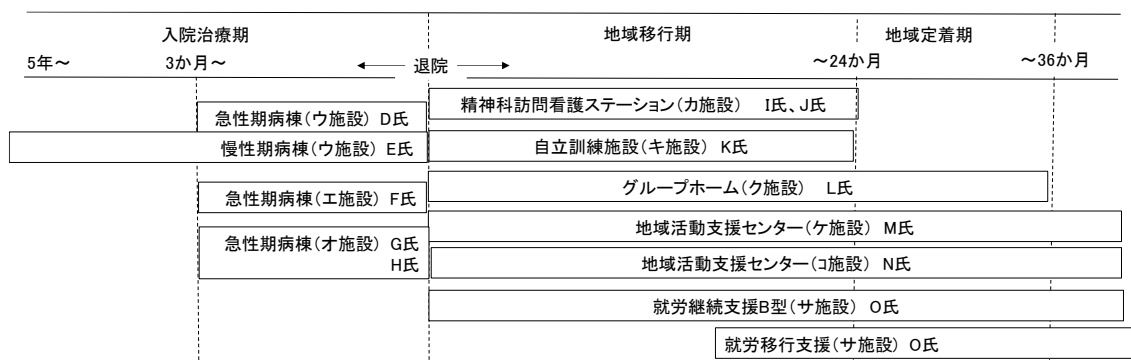 入院治療期 地域移行期 地域定着期
5年～ 3か月～ 退院 ～24か月 ～36か月
急性期病棟(ウ施設) D氏
慢性期病棟(ウ施設) E氏
急性期病棟(エ施設) F氏
急性期病棟(オ施設) G氏
H氏
精神科訪問看護ステーション(カ施設) I氏、J氏
自立訓練施設(キ施設) K氏
グループホーム(ク施設) L氏
地域活動支援センター(ケ施設) M氏
地域活動支援センター(コ施設) N氏
就労継続支援B型(サ施設) O氏
就労移行支援(サ施設) O氏